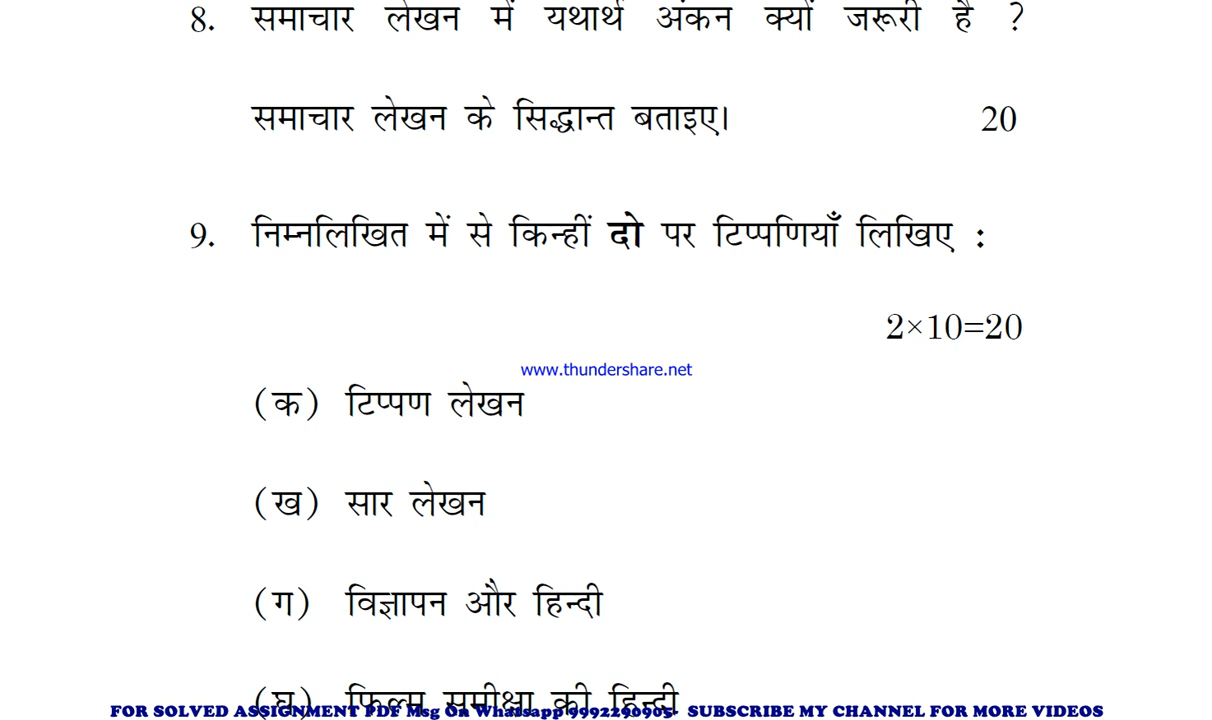 8. समाचार लेखन में यथार्थ अंकन क्यों जरूरी है ?
समाचार लेखन के सिद्धान्त बताइए। 20
9. निम्नलिखित में से किन्हीं दो पर टिप्पणियाँ लिखिए :
2×10=20
www.thundershare.net
(क) टिप्पण लेखन
(ख) सार लेखन
(ग) विज्ञापन और हिन्दी
(घ) फिल्म समीक्षा की हिन्दी
FOR SOLVED ASSIGNMENT PDF Msg On Whatsapp 9992290905- SUBSCRIBE MY CHANNEL FOR MORE VIDEOS